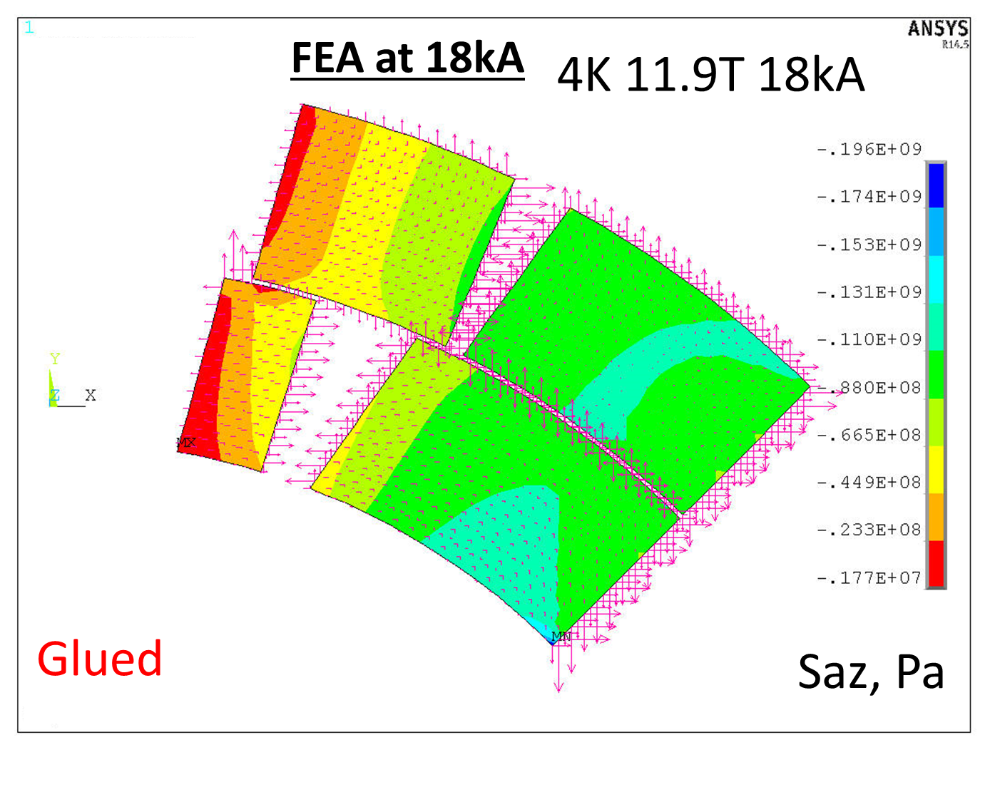 1
ANSYS
R14.5
FEA at 18kA
4K 11.9T 18kA
-.196E+09
-.174E+09
-.153E+09
-.131E+09
-.110E+09
-.880E+08
-.665E+08
-.449E+08
-.233E+08
-.177E+07
Y
Z X
MX
MN
Glued
Saz, Pa